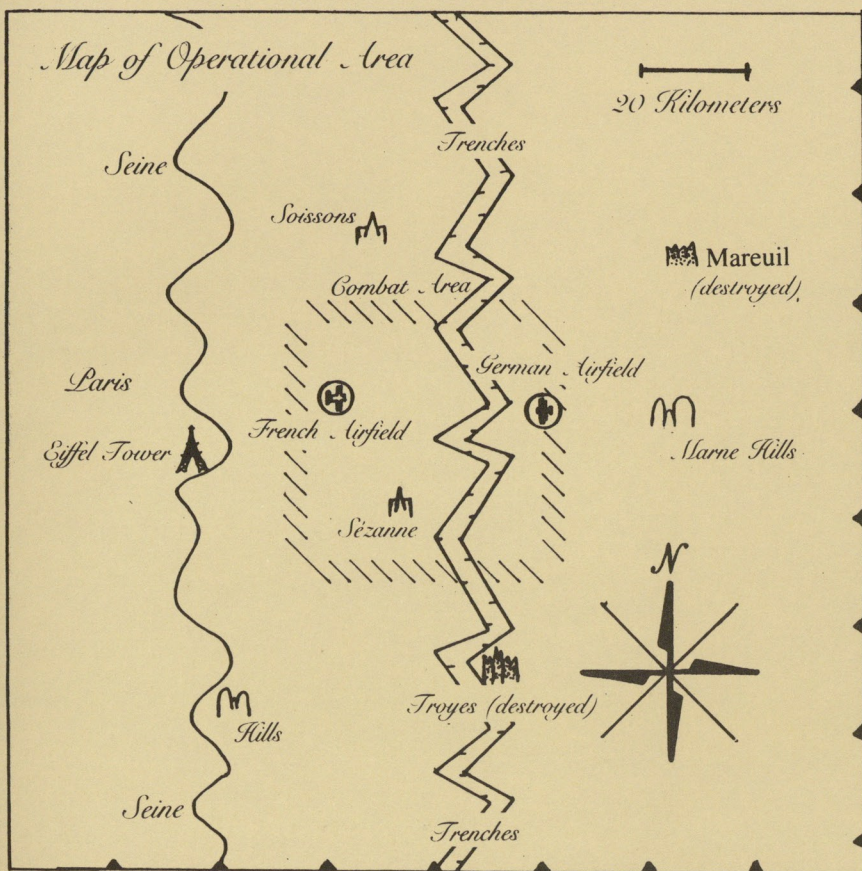 Map of Operational Area
20 Kilometers
Trenches
Seine
Soissons
Mareuil
(destroyed)
Combat Area
German Airfield
Paris
French Airfield
Eiffel Tower
Marne Hills
Sézanne
N
Troyes (destroyed)
Hills
Seine
Trenches